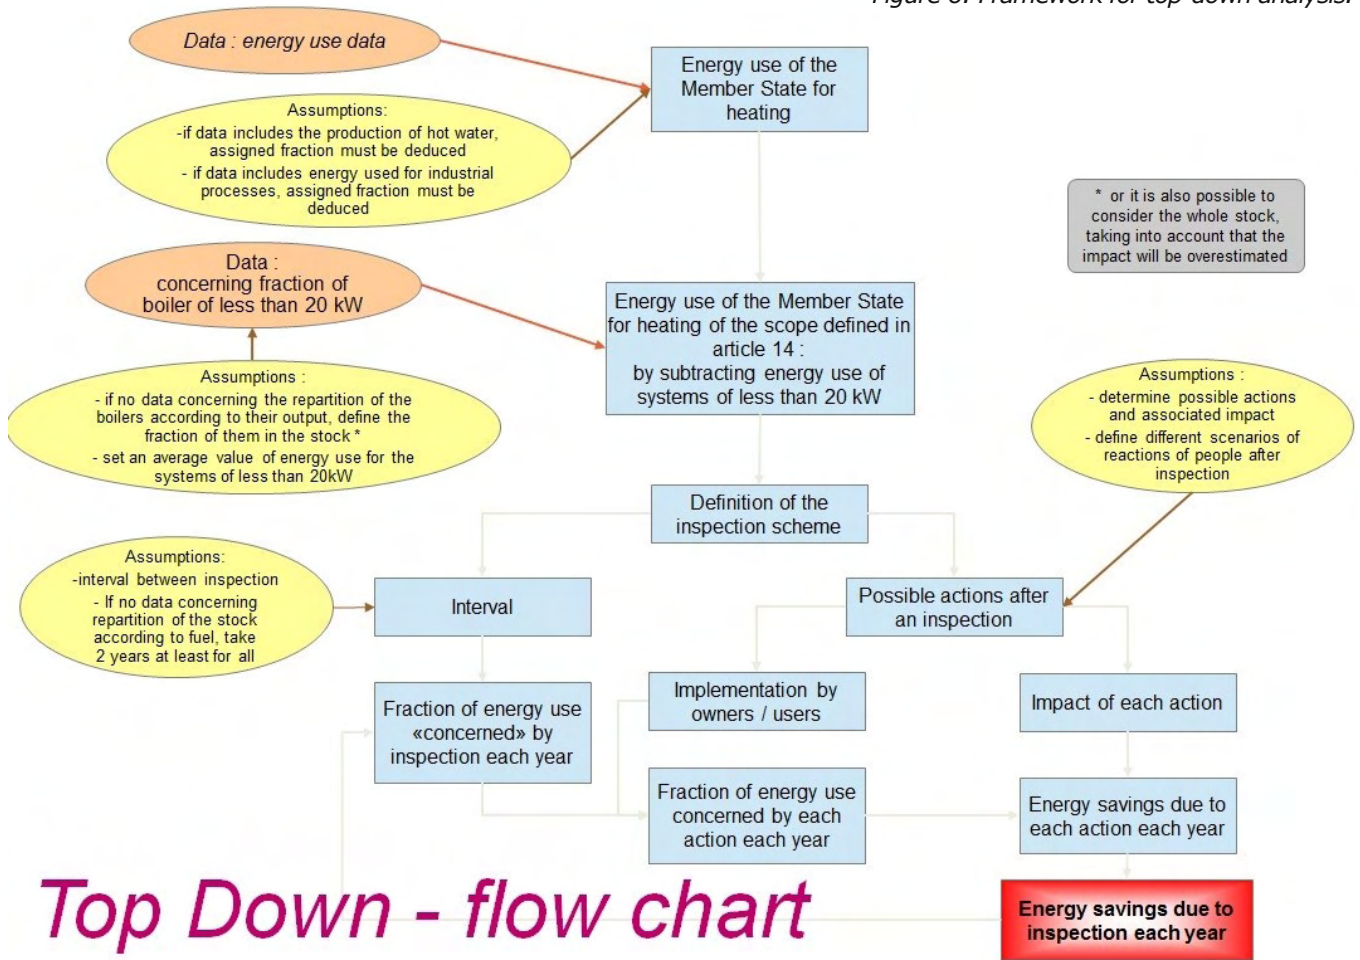 Figure 6: Framework for top-down analysis.
Data : energy use data
Energy use of the
Member State for
heating
Assumptions:
-if data includes the production of hot water,
assigned fraction must be deduced
- if data includes energy used for industrial
processes, assigned fraction must be
deduced
* or it is also possible to
consider the whole stock,
taking into account that the
impact will be overestimated
Data :
concerning fraction of
boiler of less than 20 kW
Energy use of the Member State
for heating of the scope defined in
article 14 :
by subtracting energy use of
systems of less than 20 kW
Assumptions :
- if no data concerning the repartition of the
boilers according to their output, define the
fraction of them in the stock *
- set an average value of energy use for the
systems of less than 20kW
Assumptions :
- determine possible actions
and associated impact
- define different scenarios of
reactions of people after
inspection
Definition of the
inspection scheme
Assumptions:
-interval between inspection
- If no data concerning
repartition of the stock
according to fuel, take
2 years at least for all
Interval
Possible actions after
an inspection
Fraction of energy use
«concerned» by
inspection each year
Implementation by
owners / users
Impact of each action
Fraction of energy use
concerned by each
action each year
Energy savings due to
each action each year
Top Down - flow chart
Energy savings due to
inspection each year